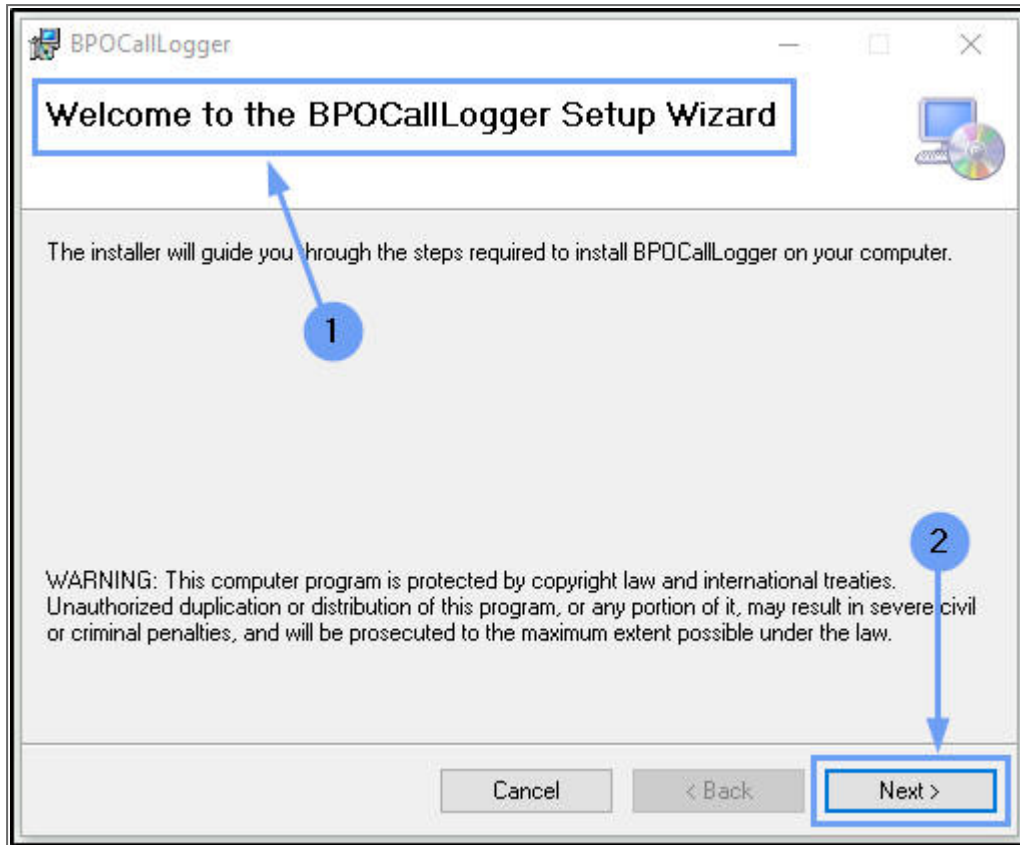 BPOCallLogger
Welcome to the BPOCallLogger Setup Wizard
The installer will guide you through the steps required to install BPOCallLogger on your computer.
1
2
WARNING: This computer program is protected by copyright law and international treaties.
Unauthorized duplication or distribution of this program, or any portion of it, may result in severe civil
or criminal penalties, and will be prosecuted to the maximum extent possible under the law.
Cancel < Back Next >